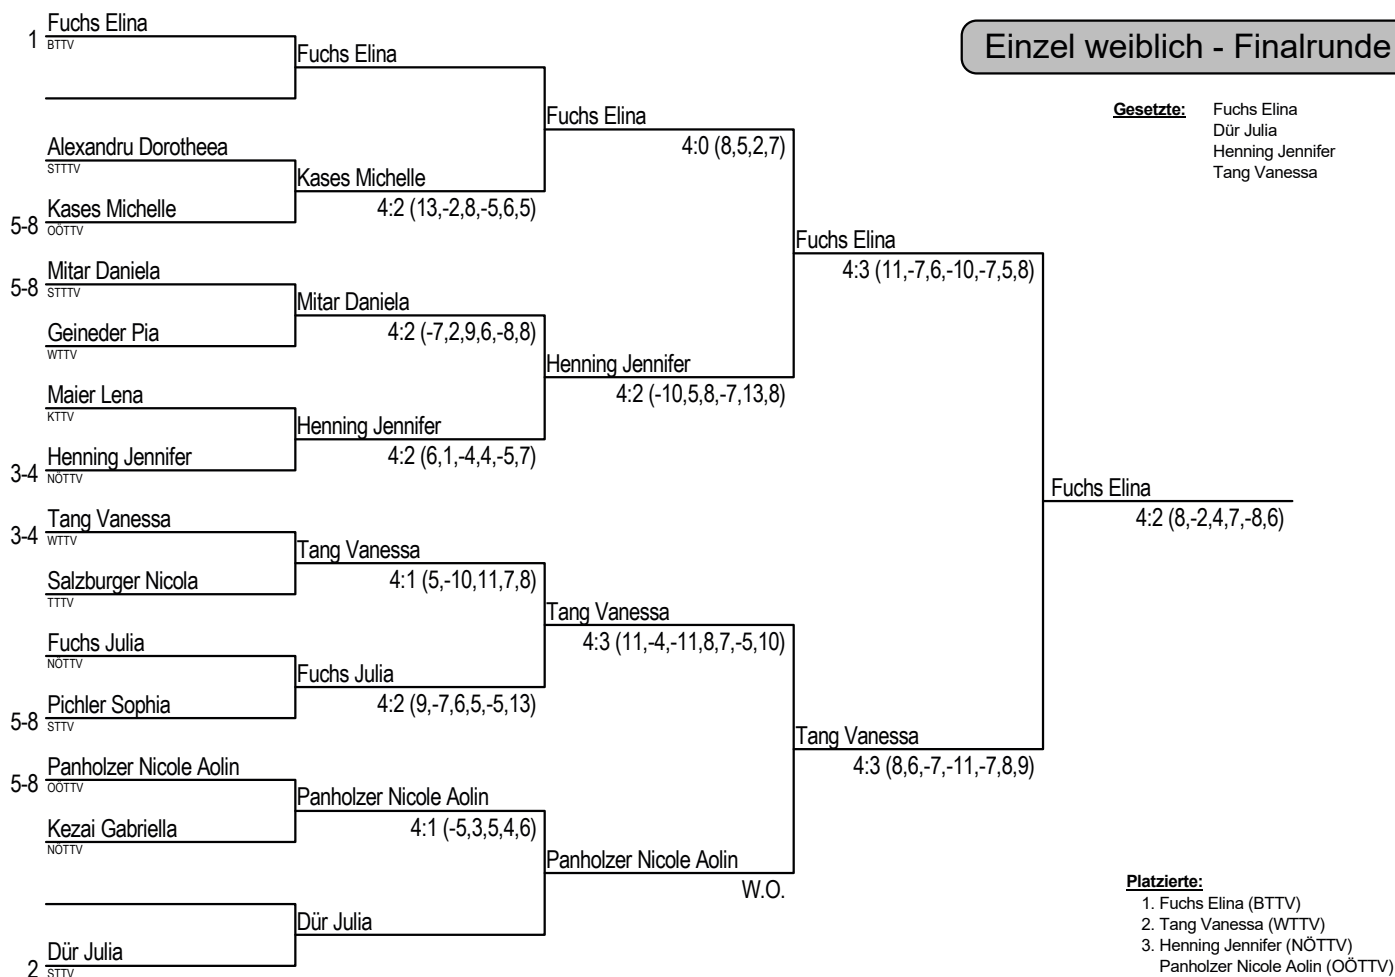 Einzel weiblich - Finalrunde
Gesetzte: Fuchs Elina
Dür Julia
Henning Jennifer
Tang Vanessa
1 Fuchs Elina
BTTV
Alexandru Dorotheea
STTTV
5-8 Kases Michelle
OÖTTV
5-8 Mitar Daniela
STTTV
Geineder Pia
WTTV
Maier Lena
KTTV
3-4 Henning Jennifer
NÖTTV
3-4 Tang Vanessa
WTTV
Salzburger Nicola
TTTV
Fuchs Julia
NÖTTV
5-8 Pichler Sophia
STTV
5-8 Panholzer Nicole Aolin
OÖTTV
Kezai Gabriella
NÖTTV
2 Dür Julia
STTV
Fuchs Elina
Kases Michelle
4:2 (13,-2,8,-5,6,5)
Mitar Daniela
4:2 (-7,2,9,6,-8,8)
Henning Jennifer
4:2 (6,1,-4,4,-5,7)
Tang Vanessa
4:1 (5,-10,11,7,8)
Fuchs Julia
4:2 (9,-7,6,5,-5,13)
Panholzer Nicole Aolin
4:1 (-5,3,5,4,6)
Dür Julia
Fuchs Elina
4:0 (8,5,2,7)
Henning Jennifer
4:2 (-10,5,8,-7,13,8)
Tang Vanessa
4:3 (11,-4,-11,8,7,-5,10)
Panholzer Nicole Aolin
W.O.
Fuchs Elina
4:3 (11,-7,6,-10,-7,5,8)
Tang Vanessa
4:3 (8,6,-7,-11,-7,8,9)
Fuchs Elina
4:2 (8,-2,4,7,-8,6)
Platzierte:
1. Fuchs Elina (BTTV)
2. Tang Vanessa (WTTV)
3. Henning Jennifer (NÖTTV)
Panholzer Nicole Aolin (OÖTTV)